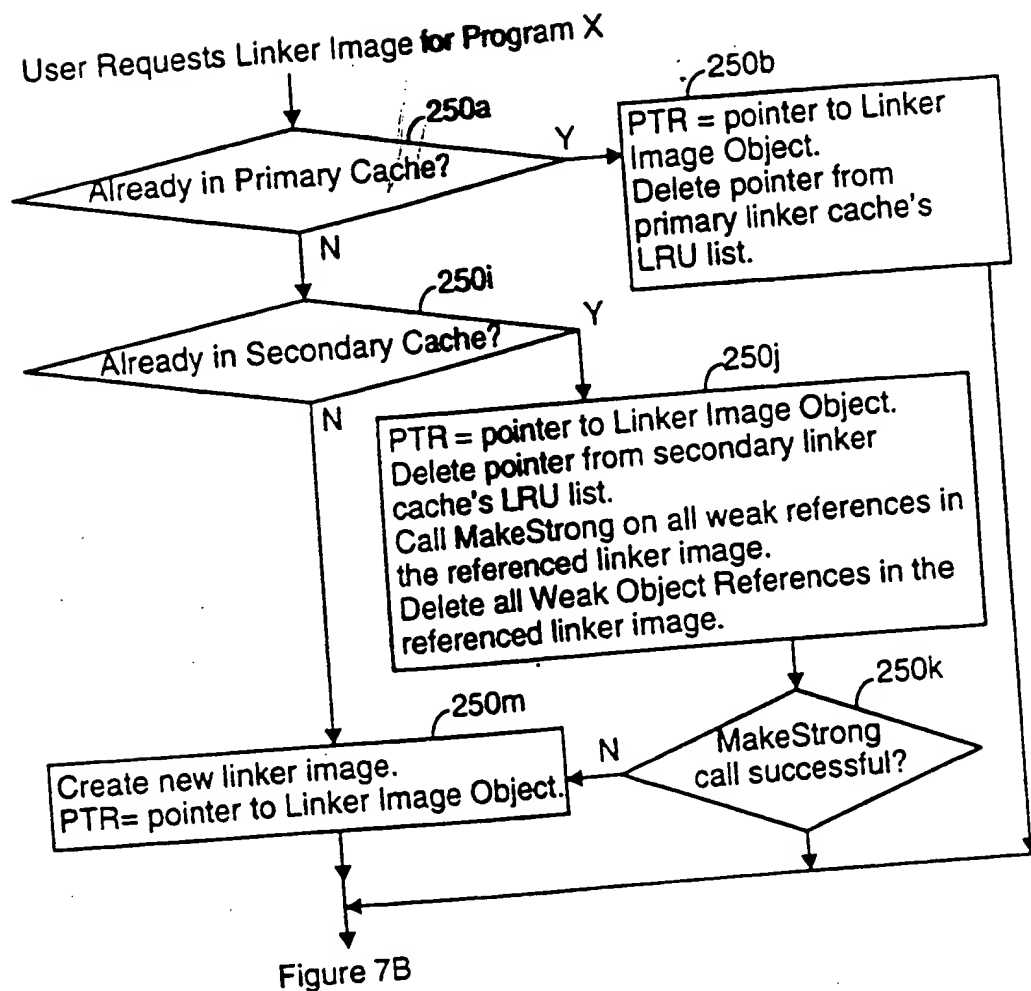 User Requests Linker Image for Program X
250a
Already in Primary Cache?
Y
N
250b
PTR = pointer to Linker
Image Object.
Delete pointer from
primary linker cache's
LRU list.
250i
Already in Secondary Cache?
Y
N
250j
PTR = pointer to Linker Image Object.
Delete pointer from secondary linker
cache's LRU list.
Call MakeStrong on all weak references in
the referenced linker image.
Delete all Weak Object References in the
referenced linker image.
250k
MakeStrong
call successful?
N
250m
Create new linker image.
PTR= pointer to Linker Image Object.
Figure 7B